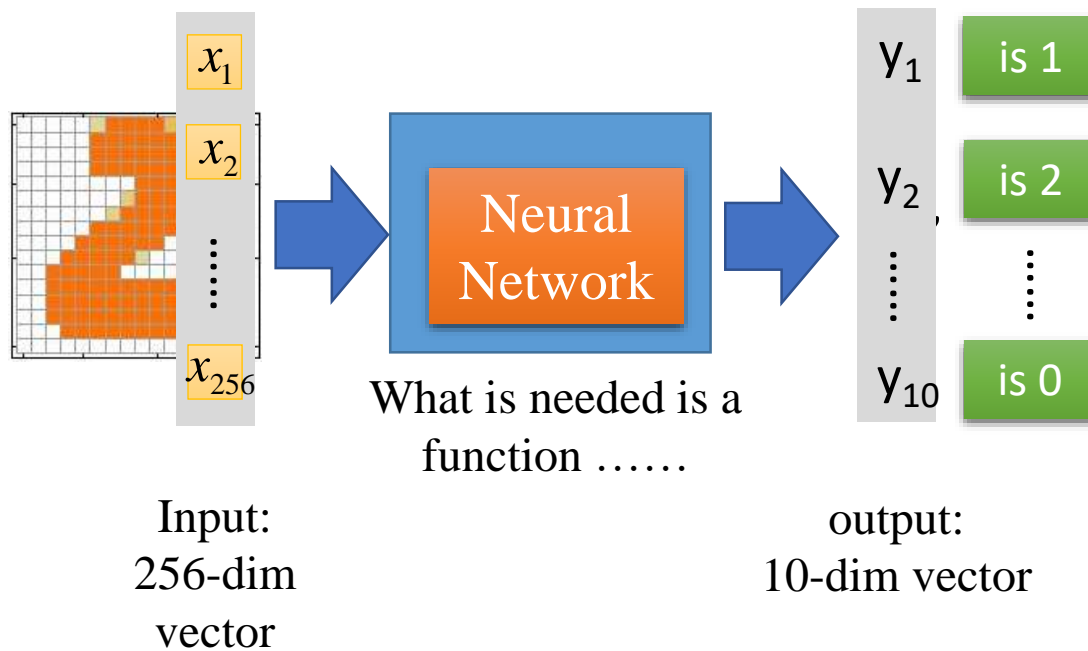 x₁
x₂
……
x₂₅₆
Neural
Network
What is needed is a
function ……
y₁
y₂
,
……
y₁₀
is 1
is 2
……
is 0
Input:
256-dim
vector
output:
10-dim vector